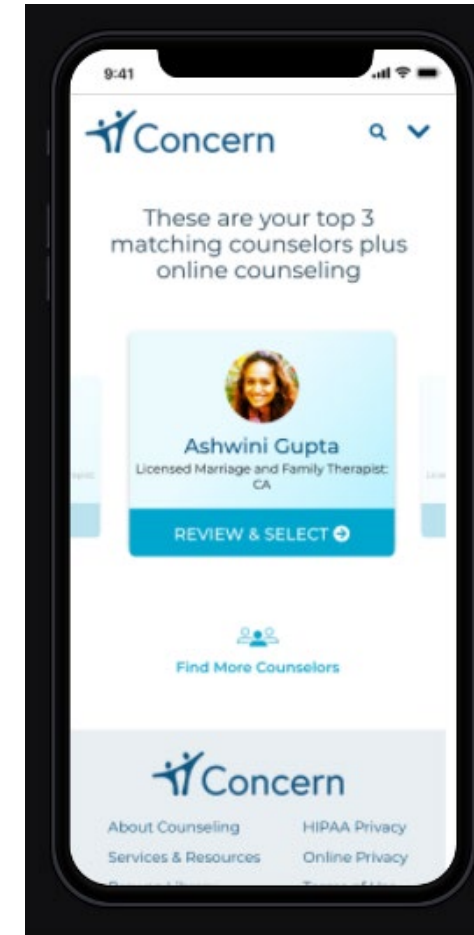 9:41
Concern
These are your top 3
matching counselors plus
online counseling
Ashwini Gupta
Licensed Marriage and Family Therapist:
CA
REVIEW & SELECT
Find More Counselors
Concern
About Counseling HIPAA Privacy
Services & Resources Online Privacy